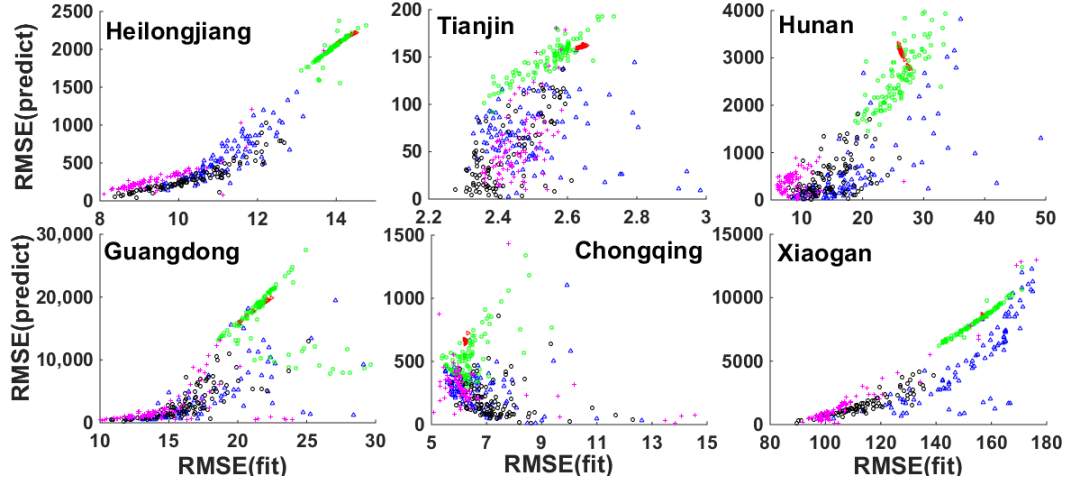 Heilongjiang
RMSE(predict)
2500
2000
1500
1000
500
0
8 10 12 14
Tianjin
200
150
100
50
0
2.2 2.4 2.6 2.8 3
Hunan
4000
3000
2000
1000
0
10 20 30 40 50
Guangdong
RMSE(predict)
30,000
20,000
10,000
0
10 15 20 25 30
RMSE(fit)
Chongqing
1500
1000
500
0
5 7 9 11 13 15
RMSE(fit)
Xiaogan
15000
10000
5000
0
80 100 120 140 160 180
RMSE(fit)